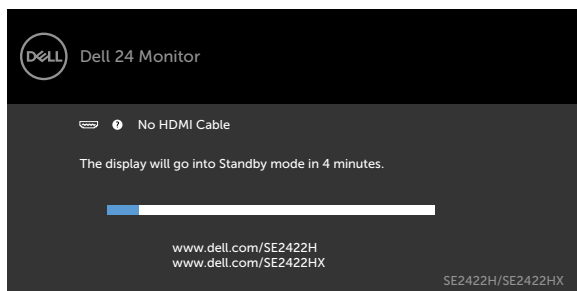 DELL
Dell 24 Monitor
? No HDMI Cable
The display will go into Standby mode in 4 minutes.
www.dell.com/SE2422H
www.dell.com/SE2422HX
SE2422H/SE2422HX